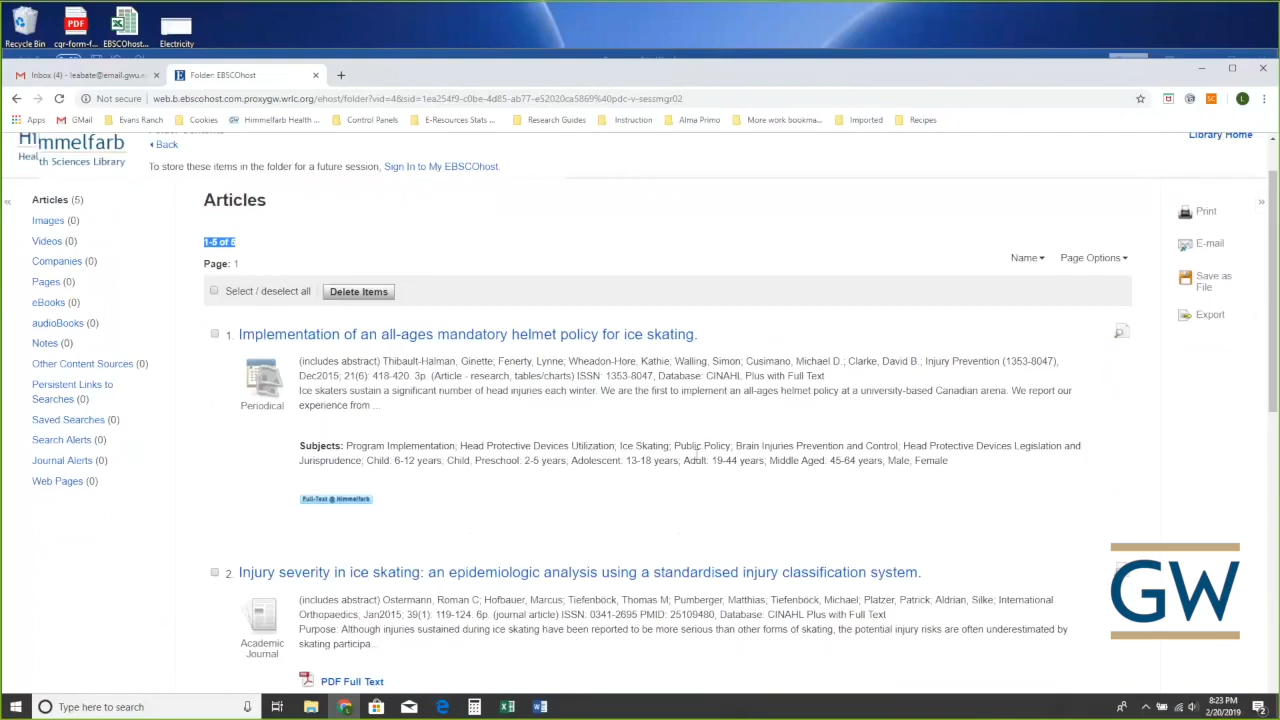 Recycle Bin
PDF
cqr-form-f...
EBSCOhost...
Electricity
Inbox (4) - leabate@email.gwu.e
Folder: EBSCOhost
Not secure
web.b.ebscohost.com.proxygw.wrlc.org/ehost/folder?vid=4&sid=1ea254f9-c0be-4d85-ab77-e52020ca5869%40pdc-v-sessmgr02
Apps
GMail
Evans Ranch
Cookies
Himmelfarb Health ...
Control Panels
E-Resources Stats ...
Research Guides
Instruction
Alma Primo
More work bookma...
Imported
Recipes
Himmelfarb
Health Sciences Library
Back
Library Home
To store these items in the folder for a future session, Sign In to My EBSCOhost.
Articles (5)
Images (0)
Videos (0)
Companies (0)
Pages (0)
eBooks (0)
audioBooks (0)
Notes (0)
Other Content Sources (0)
Persistent Links to
Searches (0)
Saved Searches (0)
Search Alerts (0)
Journal Alerts (0)
Web Pages (0)
Articles
1-5 of 5
Page: 1
Name
Page Options
Select / deselect all
Delete Items
1. Implementation of an all-ages mandatory helmet policy for ice skating.
Periodical
(includes abstract) Thibault-Halman, Ginette; Fenerty, Lynne; Wheadon-Hore, Kathie; Walling, Simon; Cusimano, Michael D.; Clarke, David B.; Injury Prevention (1353-8047),
Dec2015; 21(6): 418-420. 3p. (Article - research, tables/charts) ISSN: 1353-8047, Database: CINAHL Plus with Full Text
Ice skaters sustain a significant number of head injuries each winter. We are the first to implement an all-ages helmet policy at a university-based Canadian arena. We report our
experience from ...
Subjects: Program Implementation; Head Protective Devices Utilization; Ice Skating; Public Policy; Brain Injuries Prevention and Control; Head Protective Devices Legislation and
Jurisprudence; Child: 6-12 years; Child, Preschool: 2-5 years; Adolescent: 13-18 years; Adult: 19-44 years; Middle Aged: 45-64 years; Male; Female
Full-Text @ Himmelfarb
2. Injury severity in ice skating: an epidemiologic analysis using a standardised injury classification system.
Academic
Journal
(includes abstract) Ostermann, Roman C; Hofbauer, Marcus; Tiefenböck, Thomas M; Pumberger, Matthias; Tiefenböck, Michael; Platzer, Patrick; Aldrian, Silke; International
Orthopaedics, Jan2015; 39(1): 119-124. 6p. (journal article) ISSN: 0341-2695 PMID: 25109480, Database: CINAHL Plus with Full Text
Purpose: Although injuries sustained during ice skating have been reported to be more serious than other forms of skating, the potential injury risks are often underestimated by
skating participa...
PDF Full Text
Print
E-mail
Save as
File
Export
GW
Type here to search
8:23 PM
2/20/2019